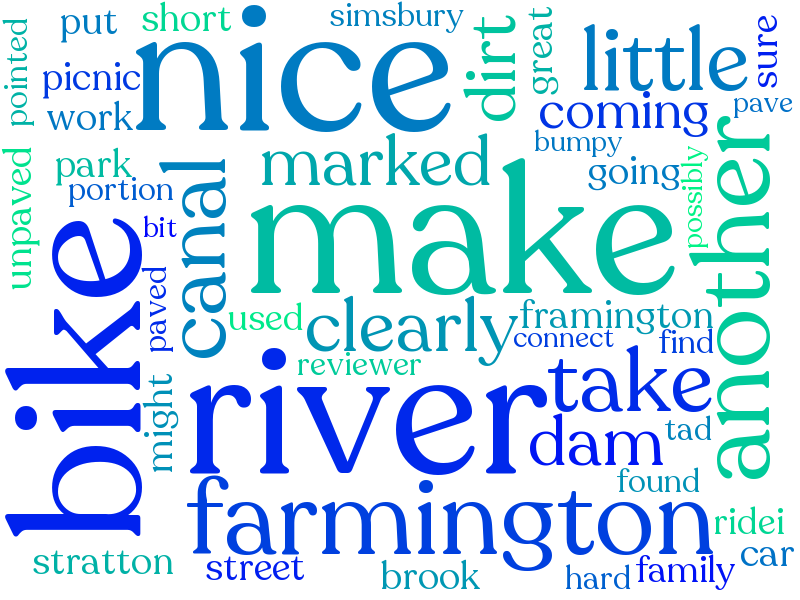 put
short
simsbury
nice
dirt
great
little
sure
pointed
picnic
work
coming
pave
bumpy
marked
park
canal
going
possibly
another
unpaved
portion
bit
make
bike
paved
used
clearly
framington
connect
find
reviewer
river
take
might
dam
tad
farmington
found
ridei
stratton
street
brook
hard
family
car